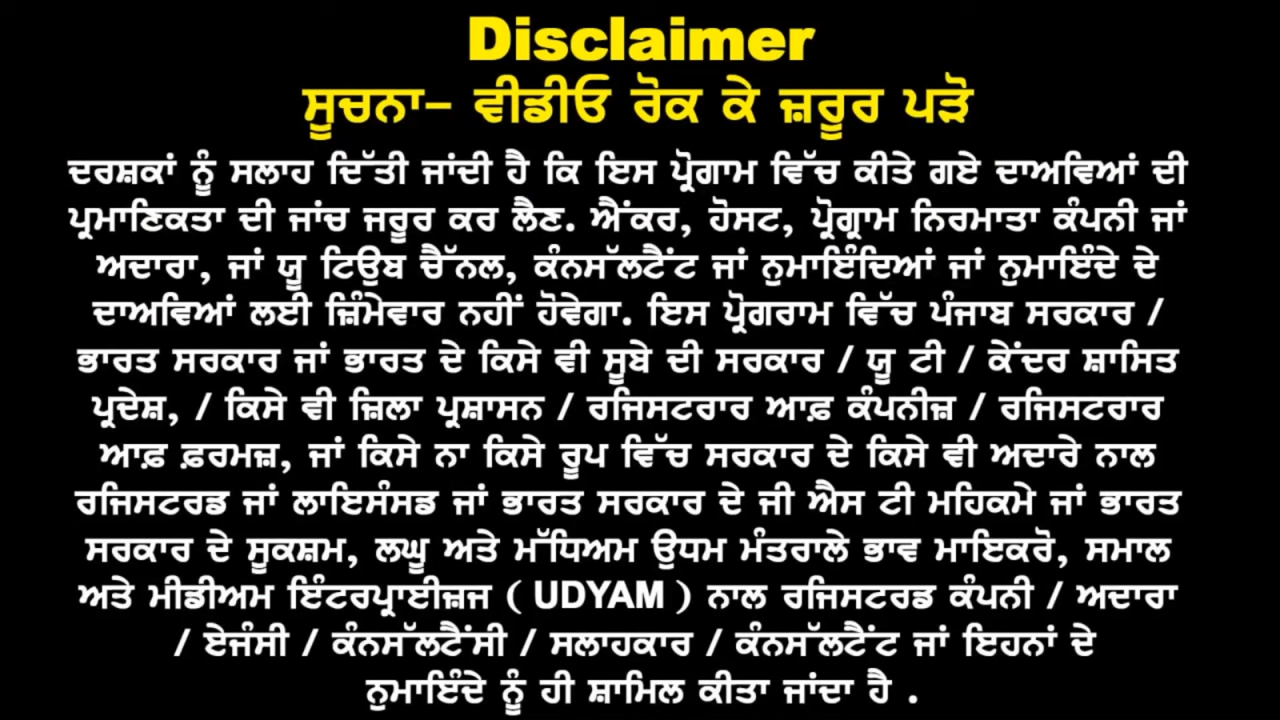 Disclaimer
ਸੂਚਨਾ- ਵੀਡੀਓ ਰੋਕ ਕੇ ਜ਼ਰੂਰ ਪੜੋ
ਦਰਸ਼ਕਾਂ ਨੂੰ ਸਲਾਹ ਦਿੱਤੀ ਜਾਂਦੀ ਹੈ ਕਿ ਇਸ ਪ੍ਰੋਗਾਮ ਵਿੱਚ ਕੀਤੇ ਗਏ ਦਾਅਵਿਆਂ ਦੀ
ਪ੍ਰਮਾਣਿਕਤਾ ਦੀ ਜਾਂਚ ਜਰੂਰ ਕਰ ਲੈਣ. ਐਂਕਰ, ਹੋਸਟ, ਪ੍ਰੋਗ੍ਰਾਮ ਨਿਰਮਾਤਾ ਕੰਪਨੀ ਜਾਂ
ਅਦਾਰਾ, ਜਾਂ ਯੂ ਟਿਊਬ ਚੈੱਨਲ, ਕੰਨਸੱਲਟੈਂਟ ਜਾਂ ਨੁਮਾਇੰਦਿਆਂ ਜਾਂ ਨੁਮਾਇੰਦੇ ਦੇ
ਦਾਅਵਿਆਂ ਲਈ ਜ਼ਿੰਮੇਵਾਰ ਨਹੀਂ ਹੋਵੇਗਾ. ਇਸ ਪ੍ਰੋਗਰਾਮ ਵਿੱਚ ਪੰਜਾਬ ਸਰਕਾਰ /
ਭਾਰਤ ਸਰਕਾਰ ਜਾਂ ਭਾਰਤ ਦੇ ਕਿਸੇ ਵੀ ਸੂਬੇ ਦੀ ਸਰਕਾਰ / ਯੂ ਟੀ / ਕੇਂਦਰ ਸ਼ਾਸਿਤ
ਪ੍ਰਦੇਸ਼, / ਕਿਸੇ ਵੀ ਜ਼ਿਲਾ ਪ੍ਰਸ਼ਾਸਨ / ਰਜਿਸਟਰਾਰ ਆਫ਼ ਕੰਪਨੀਜ਼ / ਰਜਿਸਟਰਾਰ
ਆਫ਼ ਫ਼ਰਮਜ਼, ਜਾਂ ਕਿਸੇ ਨਾ ਕਿਸੇ ਰੂਪ ਵਿੱਚ ਸਰਕਾਰ ਦੇ ਕਿਸੇ ਵੀ ਅਦਾਰੇ ਨਾਲ
ਰਜਿਸਟਰਡ ਜਾਂ ਲਾਇਸੰਸਡ ਜਾਂ ਭਾਰਤ ਸਰਕਾਰ ਦੇ ਜੀ ਐਸ ਟੀ ਮਹਿਕਮੇ ਜਾਂ ਭਾਰਤ
ਸਰਕਾਰ ਦੇ ਸੂਕਸ਼ਮ, ਲਘੂ ਅਤੇ ਮੱਧਿਅਮ ਉਧਮ ਮੰਤਰਾਲੇ ਭਾਵ ਮਾਇਕਰੋ, ਸਮਾਲ
ਅਤੇ ਮੀਡੀਅਮ ਇੰਟਰਪ੍ਰਾਈਜ਼ਜ ( UDYAM ) ਨਾਲ ਰਜਿਸਟਰਡ ਕੰਪਨੀ / ਅਦਾਰਾ
/ ਏਜੰਸੀ / ਕੰਨਸੱਲਟੈਂਸੀ / ਸਲਾਹਕਾਰ / ਕੰਨਸੱਲਟੈਂਟ ਜਾਂ ਇਹਨਾਂ ਦੇ
ਨੁਮਾਇੰਦੇ ਨੂੰ ਹੀ ਸ਼ਾਮਿਲ ਕੀਤਾ ਜਾਂਦਾ ਹੈ .